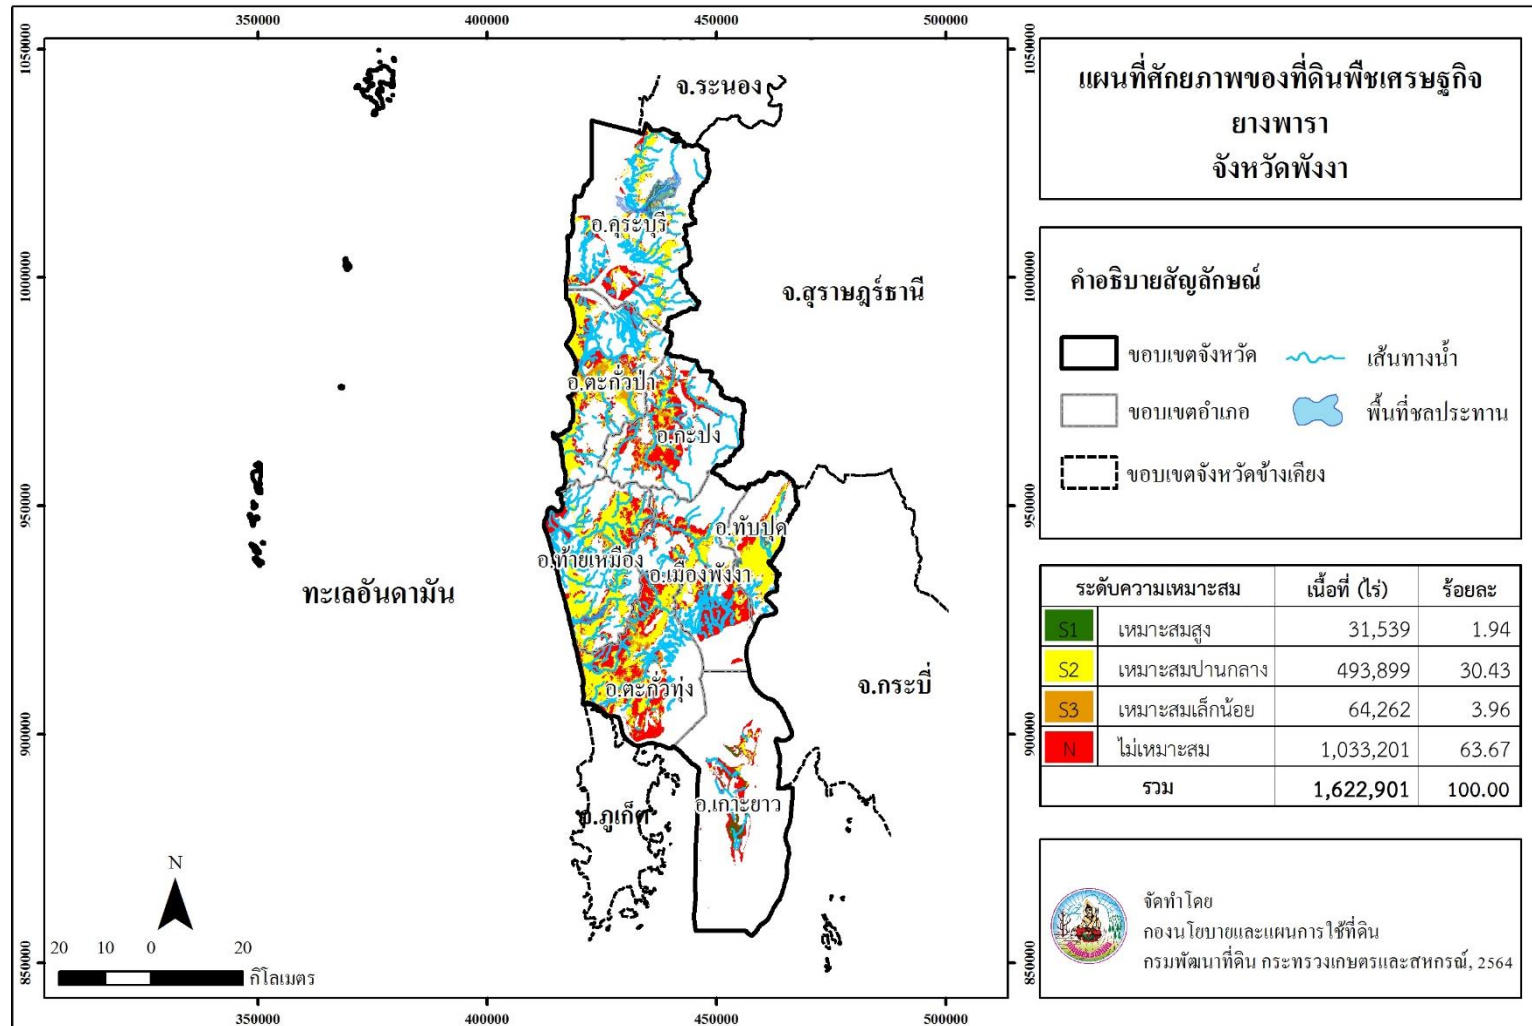 350000 400000 450000 500000
1050000
1000000
950000
900000
850000
1050000
1000000
950000
900000
850000
จ.ระนอง
อ.คุระบุรี
จ.สุราษฎร์ธานี
อ.ตะกั่วป่า
อ.กะปง
อ.ทับปุด
อ.ท้ายเหมือง
อ.เมืองพังงา
ทะเลอันดามัน
อ.ตะกั่วทุ่ง
จ.กระบี่
อ.เกาะยาว
จ.ภูเก็ต
N
20 10 0 20
กิโลเมตร
350000 400000 450000 500000
แผนที่ศักยภาพของที่ดินพืชเศรษฐกิจ
ยางพารา
จังหวัดพังงา
คำอธิบายสัญลักษณ์
ขอบเขตจังหวัด เส้นทางน้ำ
ขอบเขตอำเภอ พื้นที่ชลประทาน
ขอบเขตจังหวัดข้างเคียง
ระดับความเหมาะสม เนื้อที่ (ไร่) ร้อยละ
S1 เหมาะสมสูง 31,539 1.94
S2 เหมาะสมปานกลาง 493,899 30.43
S3 เหมาะสมเล็กน้อย 64,262 3.96
N ไม่เหมาะสม 1,033,201 63.67
รวม 1,622,901 100.00
จัดทำโดย
กองนโยบายและแผนการใช้ที่ดิน
กรมพัฒนาที่ดิน กระทรวงเกษตรและสหกรณ์, 2564